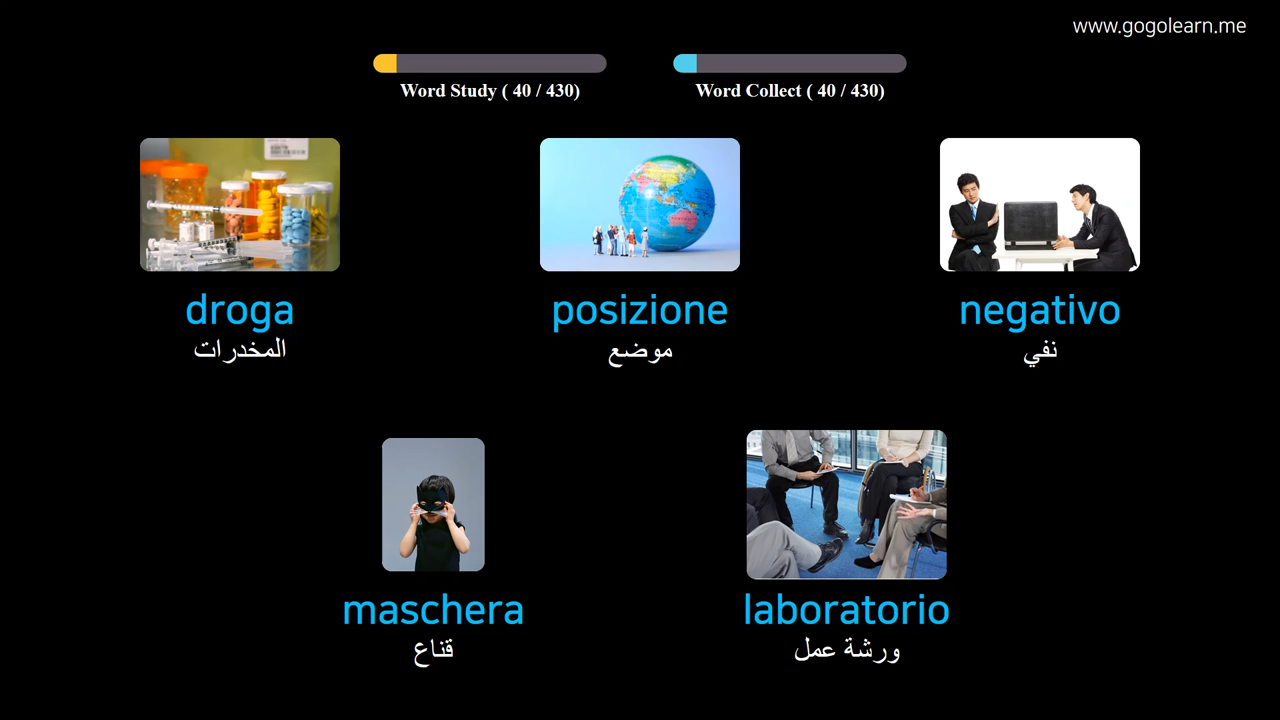 www.gogolearn.me
Word Study ( 40 / 430)
Word Collect ( 40 / 430)
droga
المخدرات
posizione
موضع
negativo
نفي
maschera
قناع
laboratorio
ورشة عمل